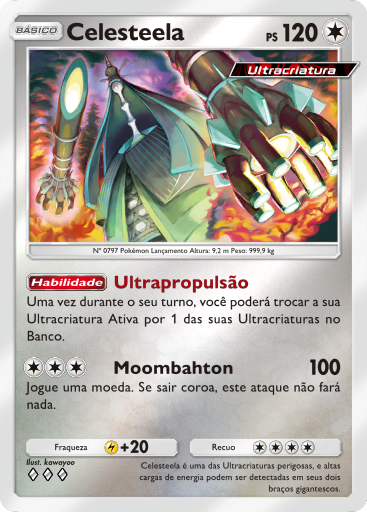 BÁSICO Celesteela PS 120
Ultracriatura
N° 0797 Pokémon Lançamento Altura: 9,2 m Peso: 999,9 kg
Habilidade Ultrapropulsão
Uma vez durante o seu turno, você poderá trocar a sua
Ultracriatura Ativa por 1 das suas Ultracriaturas no
Banco.
Moombahton 100
Jogue uma moeda. Se sair coroa, este ataque não fará
nada.
Fraqueza +20 Recuo
Ilust. kawayoo
Celesteela é uma das Ultracriaturas perigosas, e altas
cargas de energia podem ser detectadas em seus dois
braços gigantescos.